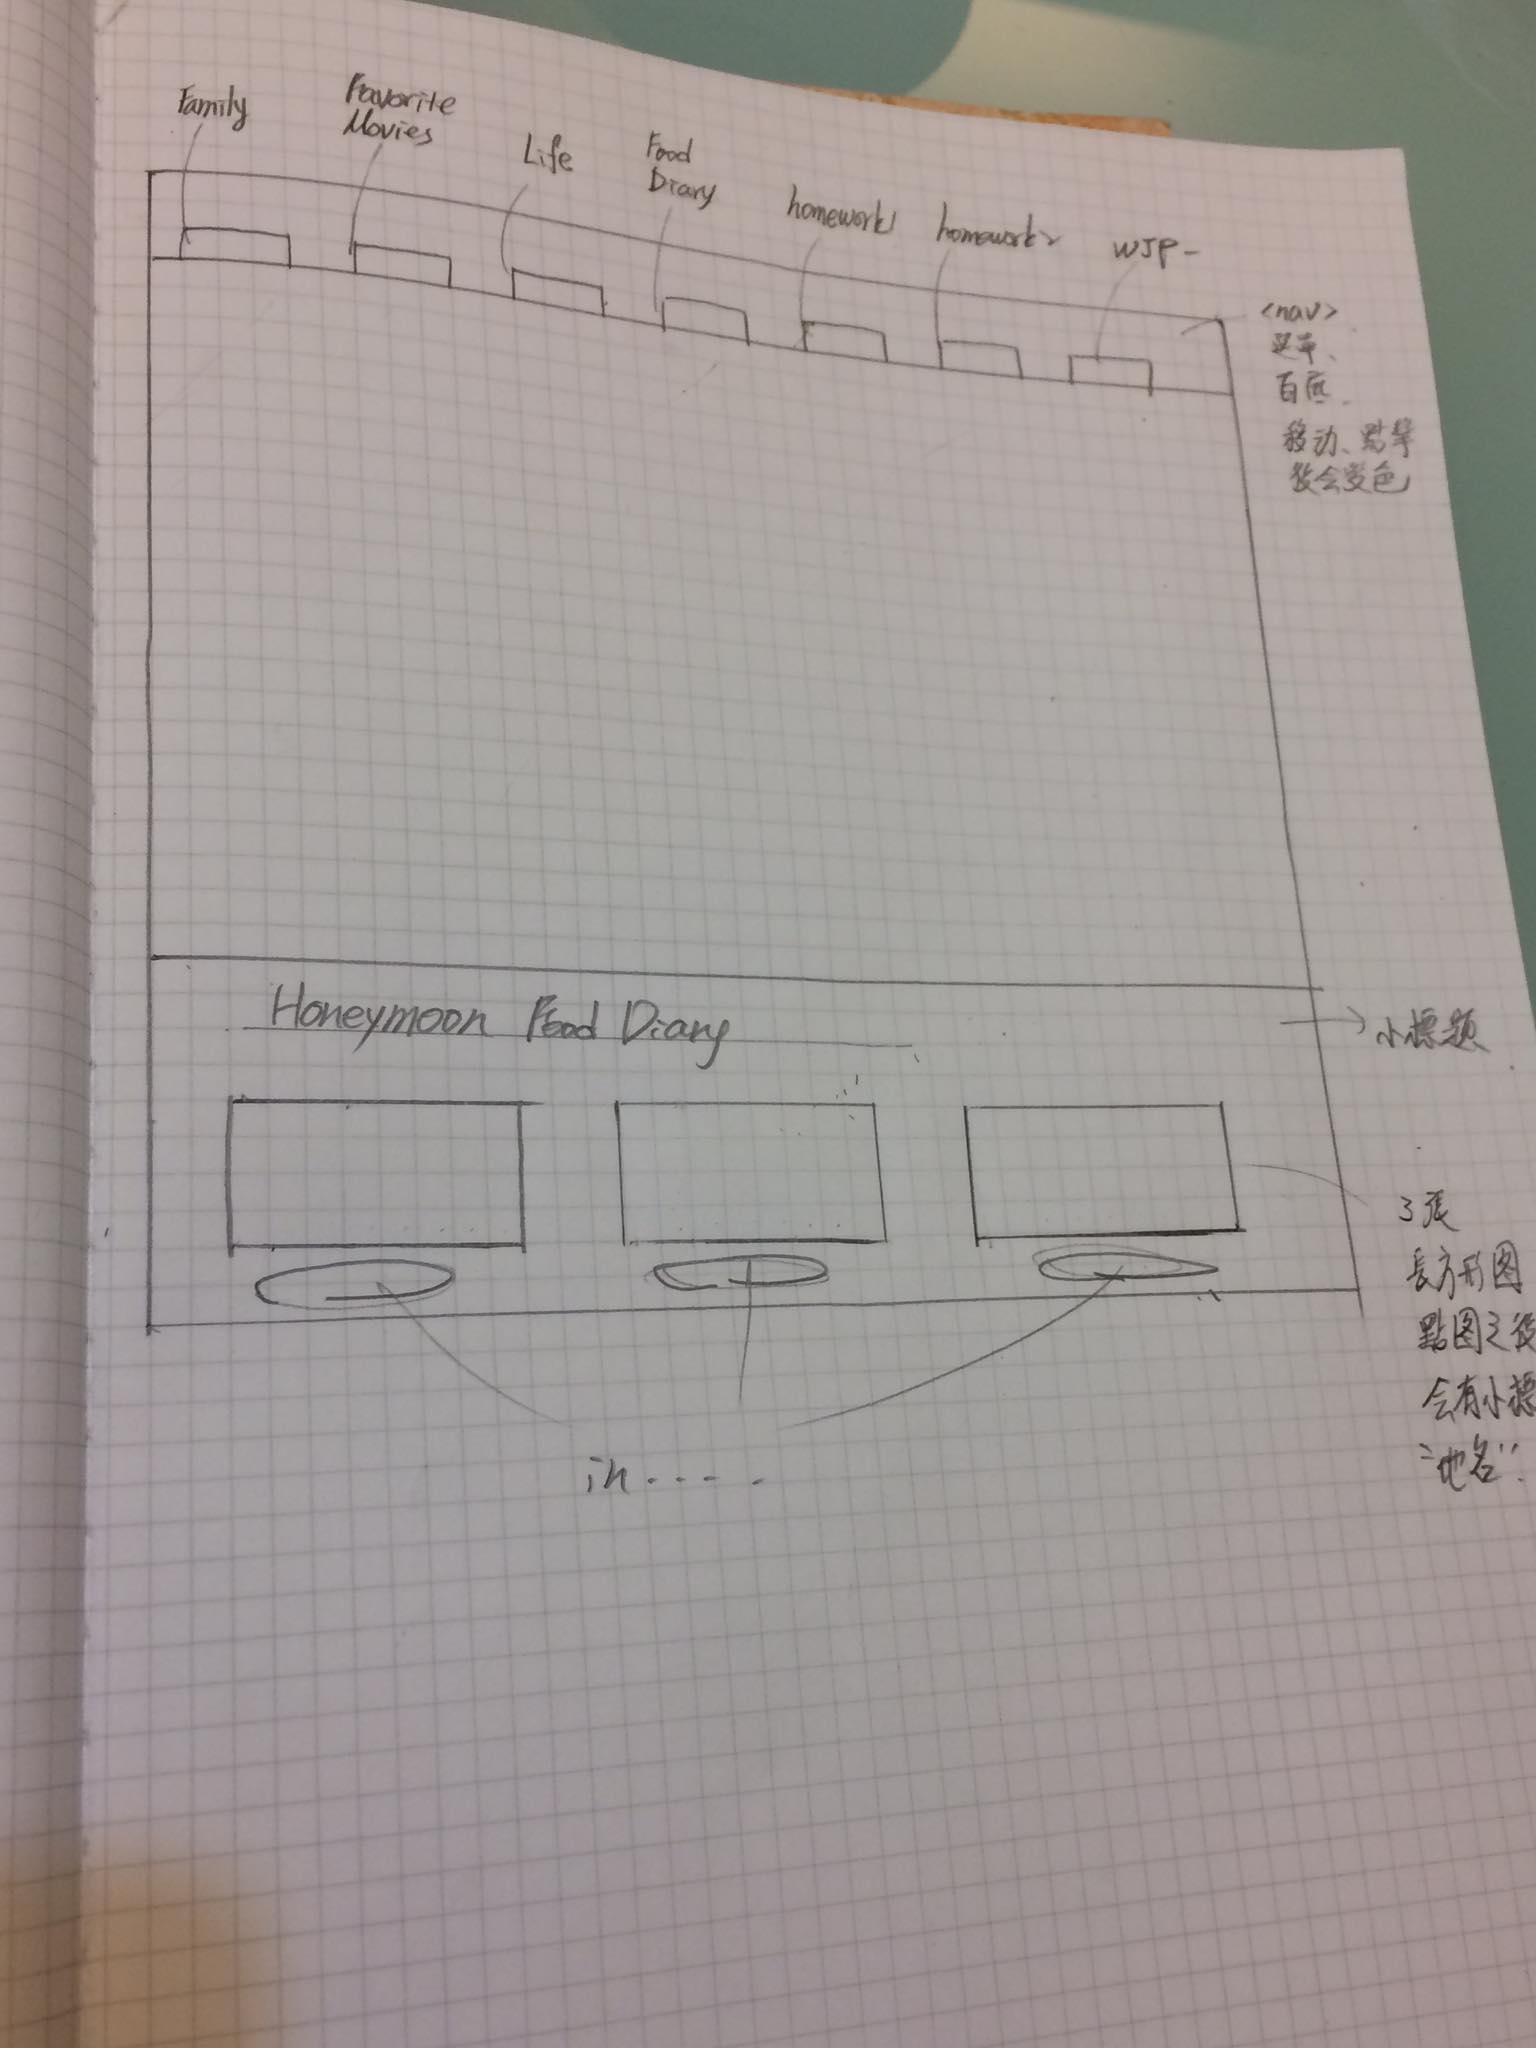 Family
Favorite
Movies
Life
Food
Diary
homework1
homework2
WJP-
<nav>
白底、
移动、點擊
後会变色
Honeymoon Food Diary
小標題
3張
長方形图
點图之後
会有小標
"地名"
in.....